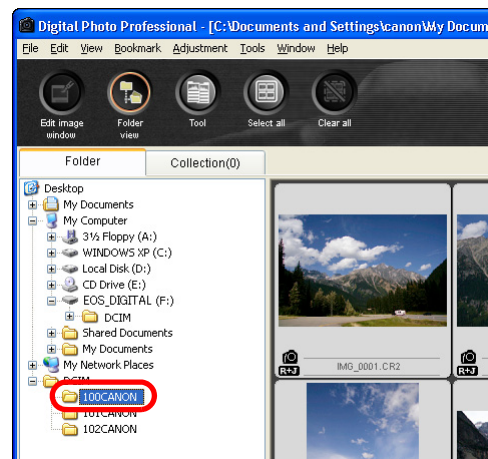 Digital Photo Professional - [C:\Documents and Settings\canon\My Docum
File Edit View Bookmark Adjustment Tools Window Help
Edit image window
Folder view
Tool
Select all
Clear all
Folder
Collection(0)
Desktop
My Documents
My Computer
3½ Floppy (A:)
WINDOWS XP (C:)
Local Disk (D:)
CD Drive (E:)
EOS_DIGITAL (F:)
DCIM
Shared Documents
My Documents
My Network Places
DCIM
100CANON
101CANON
102CANON
R+J
IMG_0001.CR2
R+J